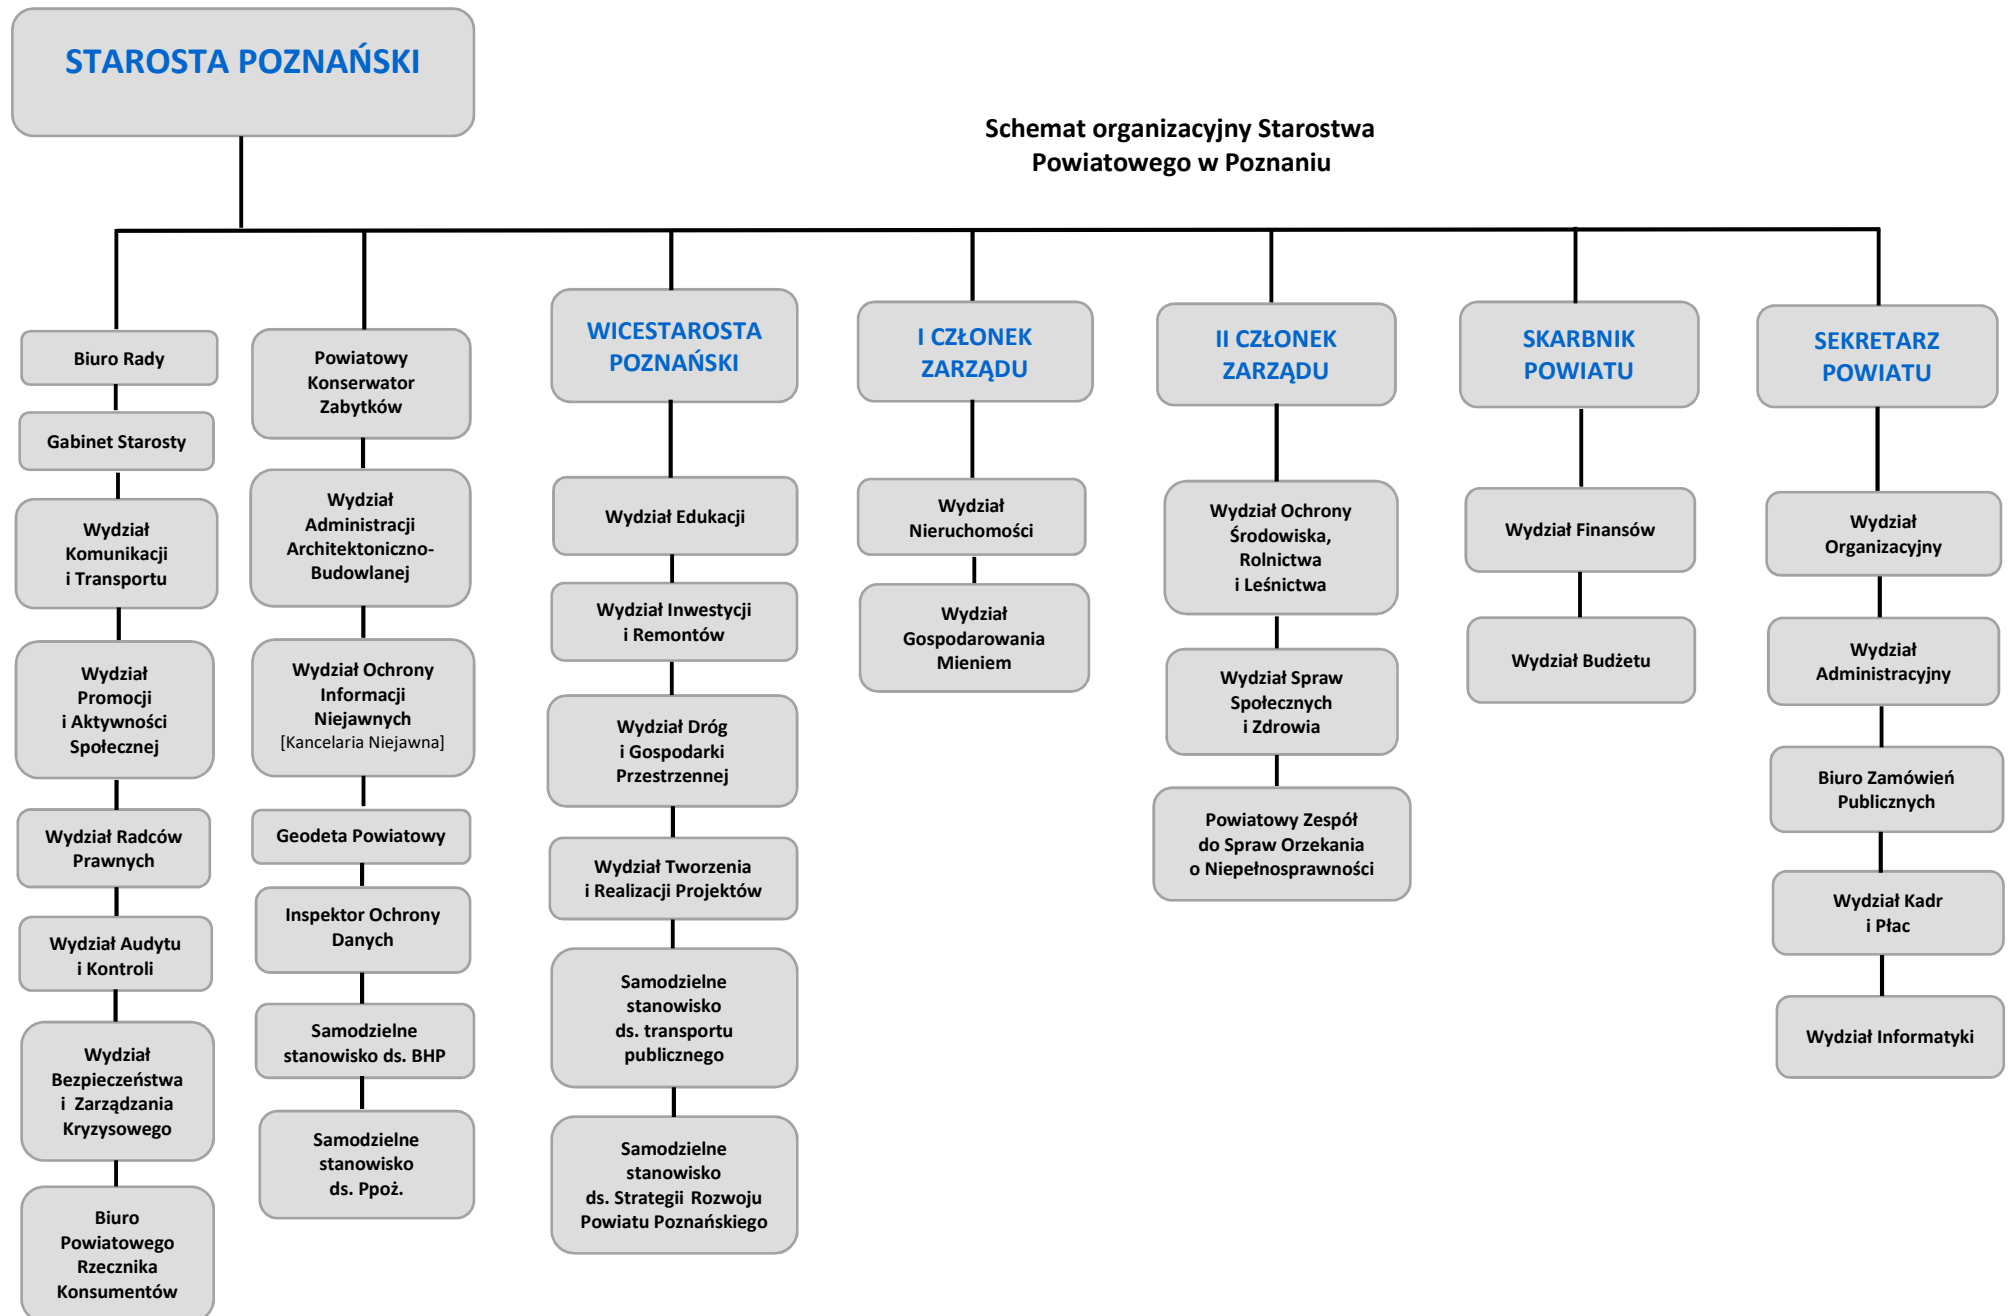 STAROSTA POZNAŃSKI
Schemat organizacyjny Starostwa
Powiatowego w Poznaniu
Biuro Rady
Gabinet Starosty
Wydział
Komunikacji
i Transportu
Wydział
Promocji
i Aktywności
Społecznej
Wydział Radców
Prawnych
Wydział Audytu
i Kontroli
Wydział
Bezpieczeństwa
i Zarządzania
Kryzysowego
Biuro
Powiatowego
Rzecznika
Konsumentów
Powiatowy
Konserwator
Zabytków
Wydział
Administracji
Architektoniczno-
Budowlanej
Wydział Ochrony
Informacji
Niejawnych
[Kancelaria Niejawna]
Geodeta Powiatowy
Inspektor Ochrony
Danych
Samodzielne
stanowisko ds. BHP
Samodzielne
stanowisko
ds. Ppoż.
WICESTAROSTA
POZNAŃSKI
Wydział Edukacji
Wydział Inwestycji
i Remontów
Wydział Dróg
i Gospodarki
Przestrzennej
Wydział Tworzenia
i Realizacji Projektów
Samodzielne
stanowisko
ds. transportu
publicznego
Samodzielne
stanowisko
ds. Strategii Rozwoju
Powiatu Poznańskiego
I CZŁONEK
ZARZĄDU
Wydział
Nieruchomości
Wydział
Gospodarowania
Mieniem
II CZŁONEK
ZARZĄDU
Wydział Ochrony
Środowiska,
Rolnictwa
i Leśnictwa
Wydział Spraw
Społecznych
i Zdrowia
Powiatowy Zespół
do Spraw Orzekania
o Niepełnosprawności
SKARBNIK
POWIATU
Wydział Finansów
Wydział Budżetu
SEKRETARZ
POWIATU
Wydział
Organizacyjny
Wydział
Administracyjny
Biuro Zamówień
Publicznych
Wydział Kadr
i Płac
Wydział Informatyki